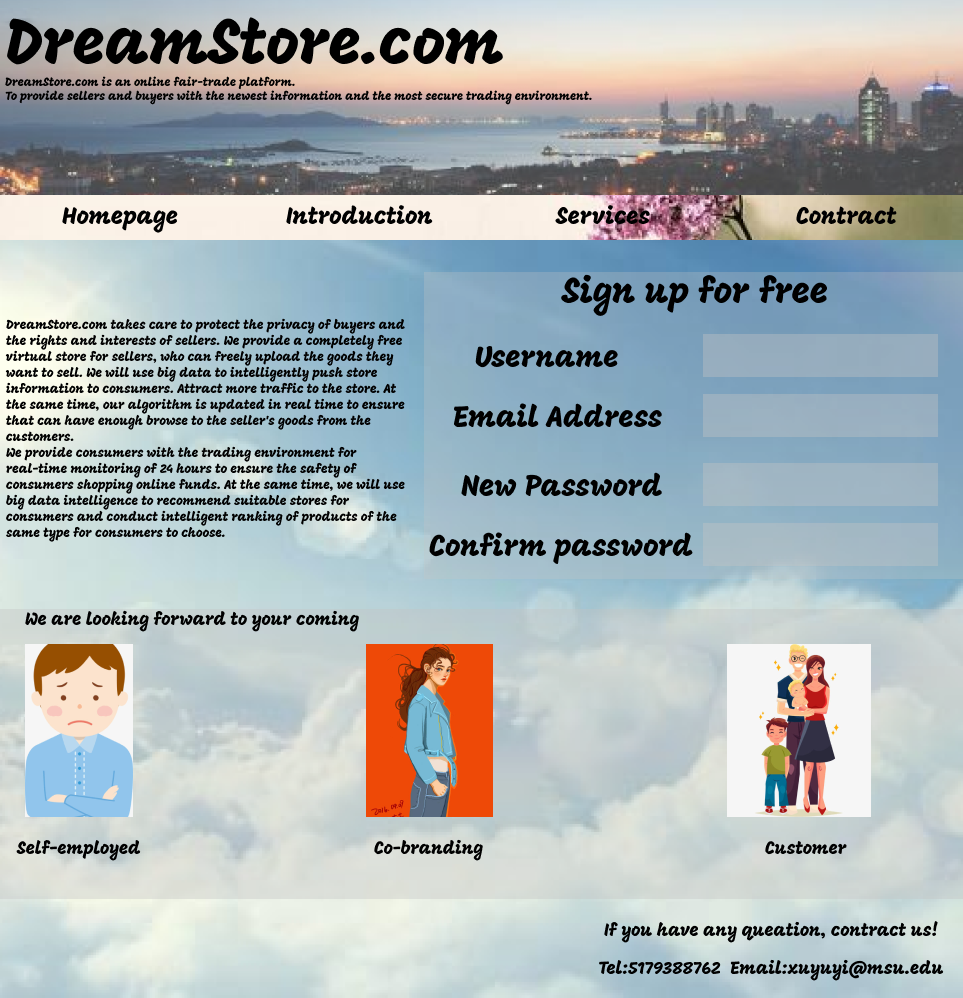 DreamStore.com
DreamStore.com is an online fair-trade platform.
To provide sellers and buyers with the newest information and the most secure trading environment.
Homepage Introduction Services Contract
Sign up for free
DreamStore.com takes care to protect the privacy of buyers and
the rights and interests of sellers. We provide a completely free
virtual store for sellers, who can freely upload the goods they
want to sell. We will use big data to intelligently push store
information to consumers. Attract more traffic to the store. At
the same time, our algorithm is updated in real time to ensure
that can have enough browse to the seller's goods from the
customers.
We provide consumers with the trading environment for
real-time monitoring of 24 hours to ensure the safety of
consumers shopping online funds. At the same time, we will use
big data intelligence to recommend suitable stores for
consumers and conduct intelligent ranking of products of the
same type for consumers to choose.
Username
Email Address
New Password
Confirm password
We are looking forward to your coming
Self-employed Co-branding Customer
If you have any queation, contract us!
Tel:5179388762 Email:xuyuyi@msu.edu